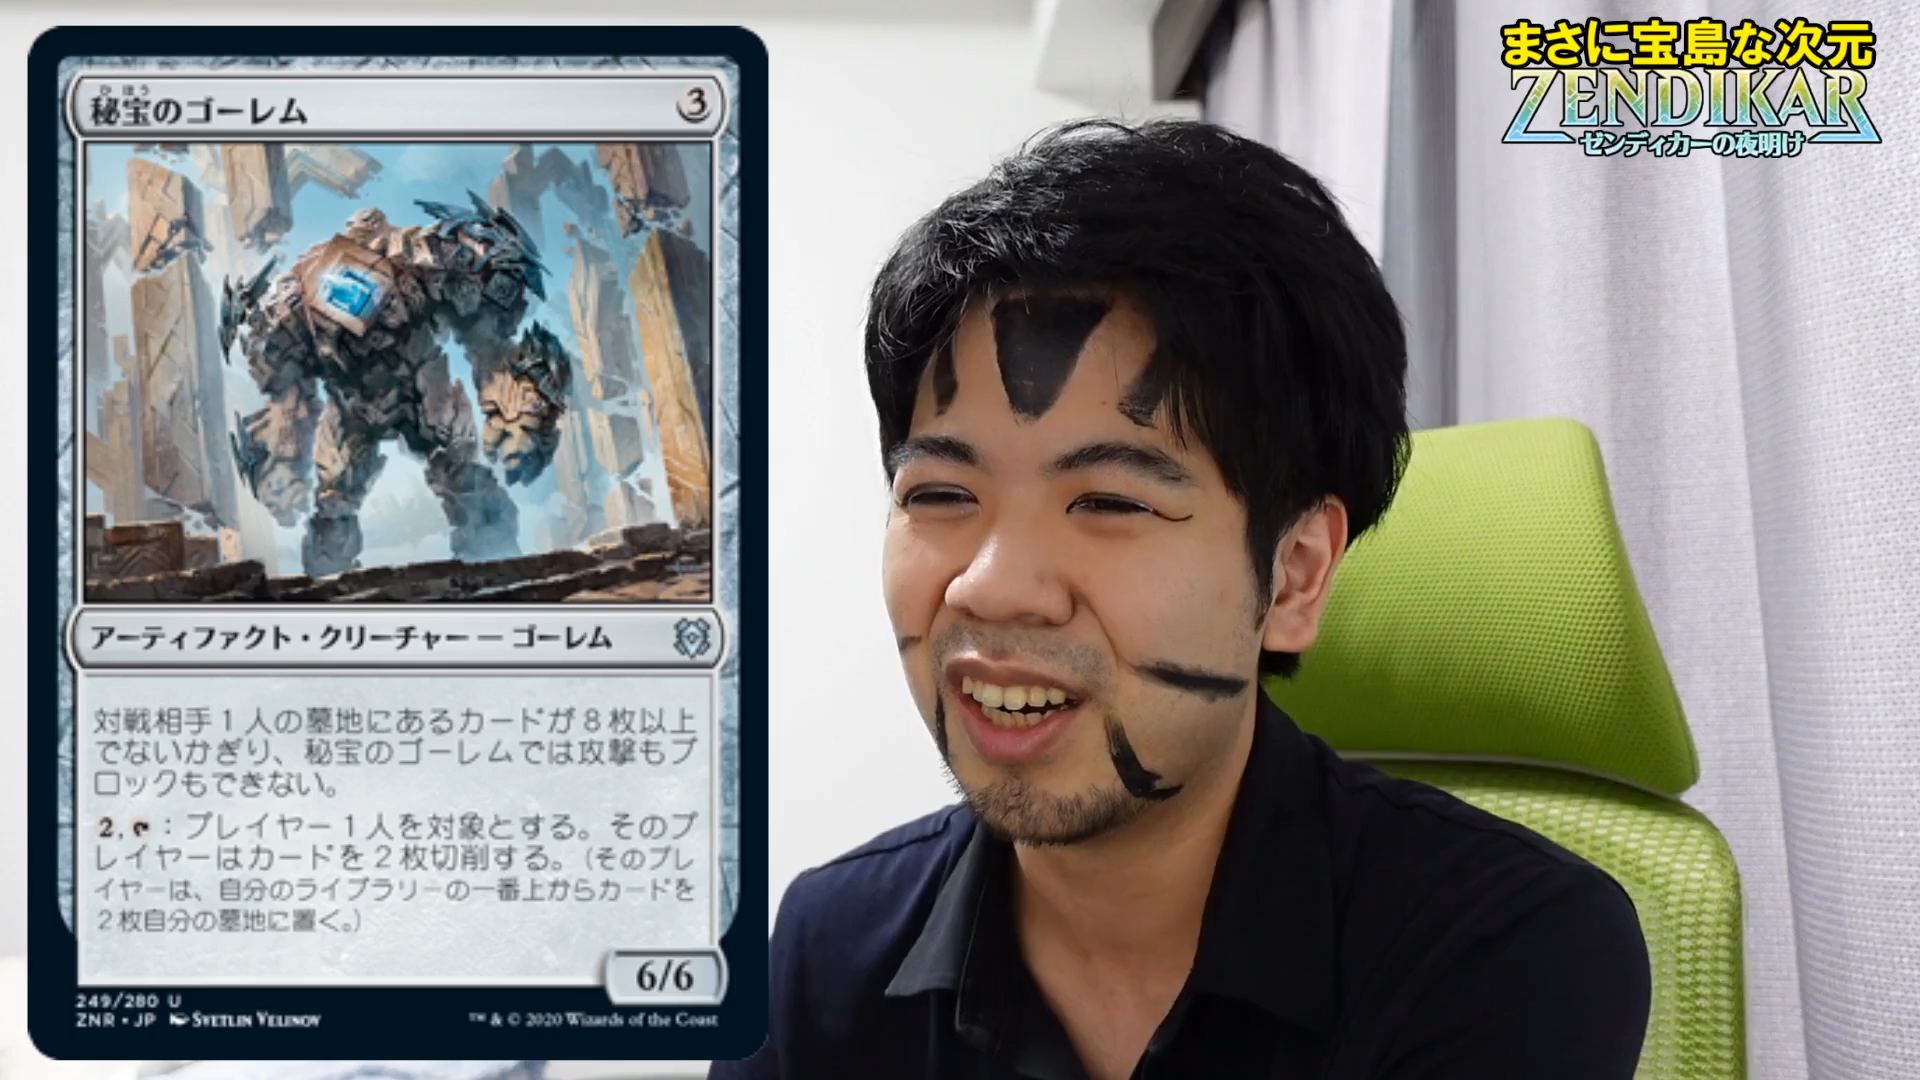 まさに宝島な次元
ZENDIKAR
ゼンディカーの夜明け
ひほう
秘宝のゴーレム
3
アーティファクト・クリーチャー — ゴーレム
対戦相手1人の墓地にあるカードが8枚以上
でないかぎり、秘宝のゴーレムでは攻撃もブ
ロックもできない。
2, : プレイヤー1人を対象とする。そのプ
レイヤーはカードを2枚切削する。(そのプレ
イヤーは、自分のライブラリーの一番上からカードを
2枚自分の墓地に置く。)
6/6
249/280 U
ZNR • JP SVETLIN VELINOV
™ & © 2020 Wizards of the Coast